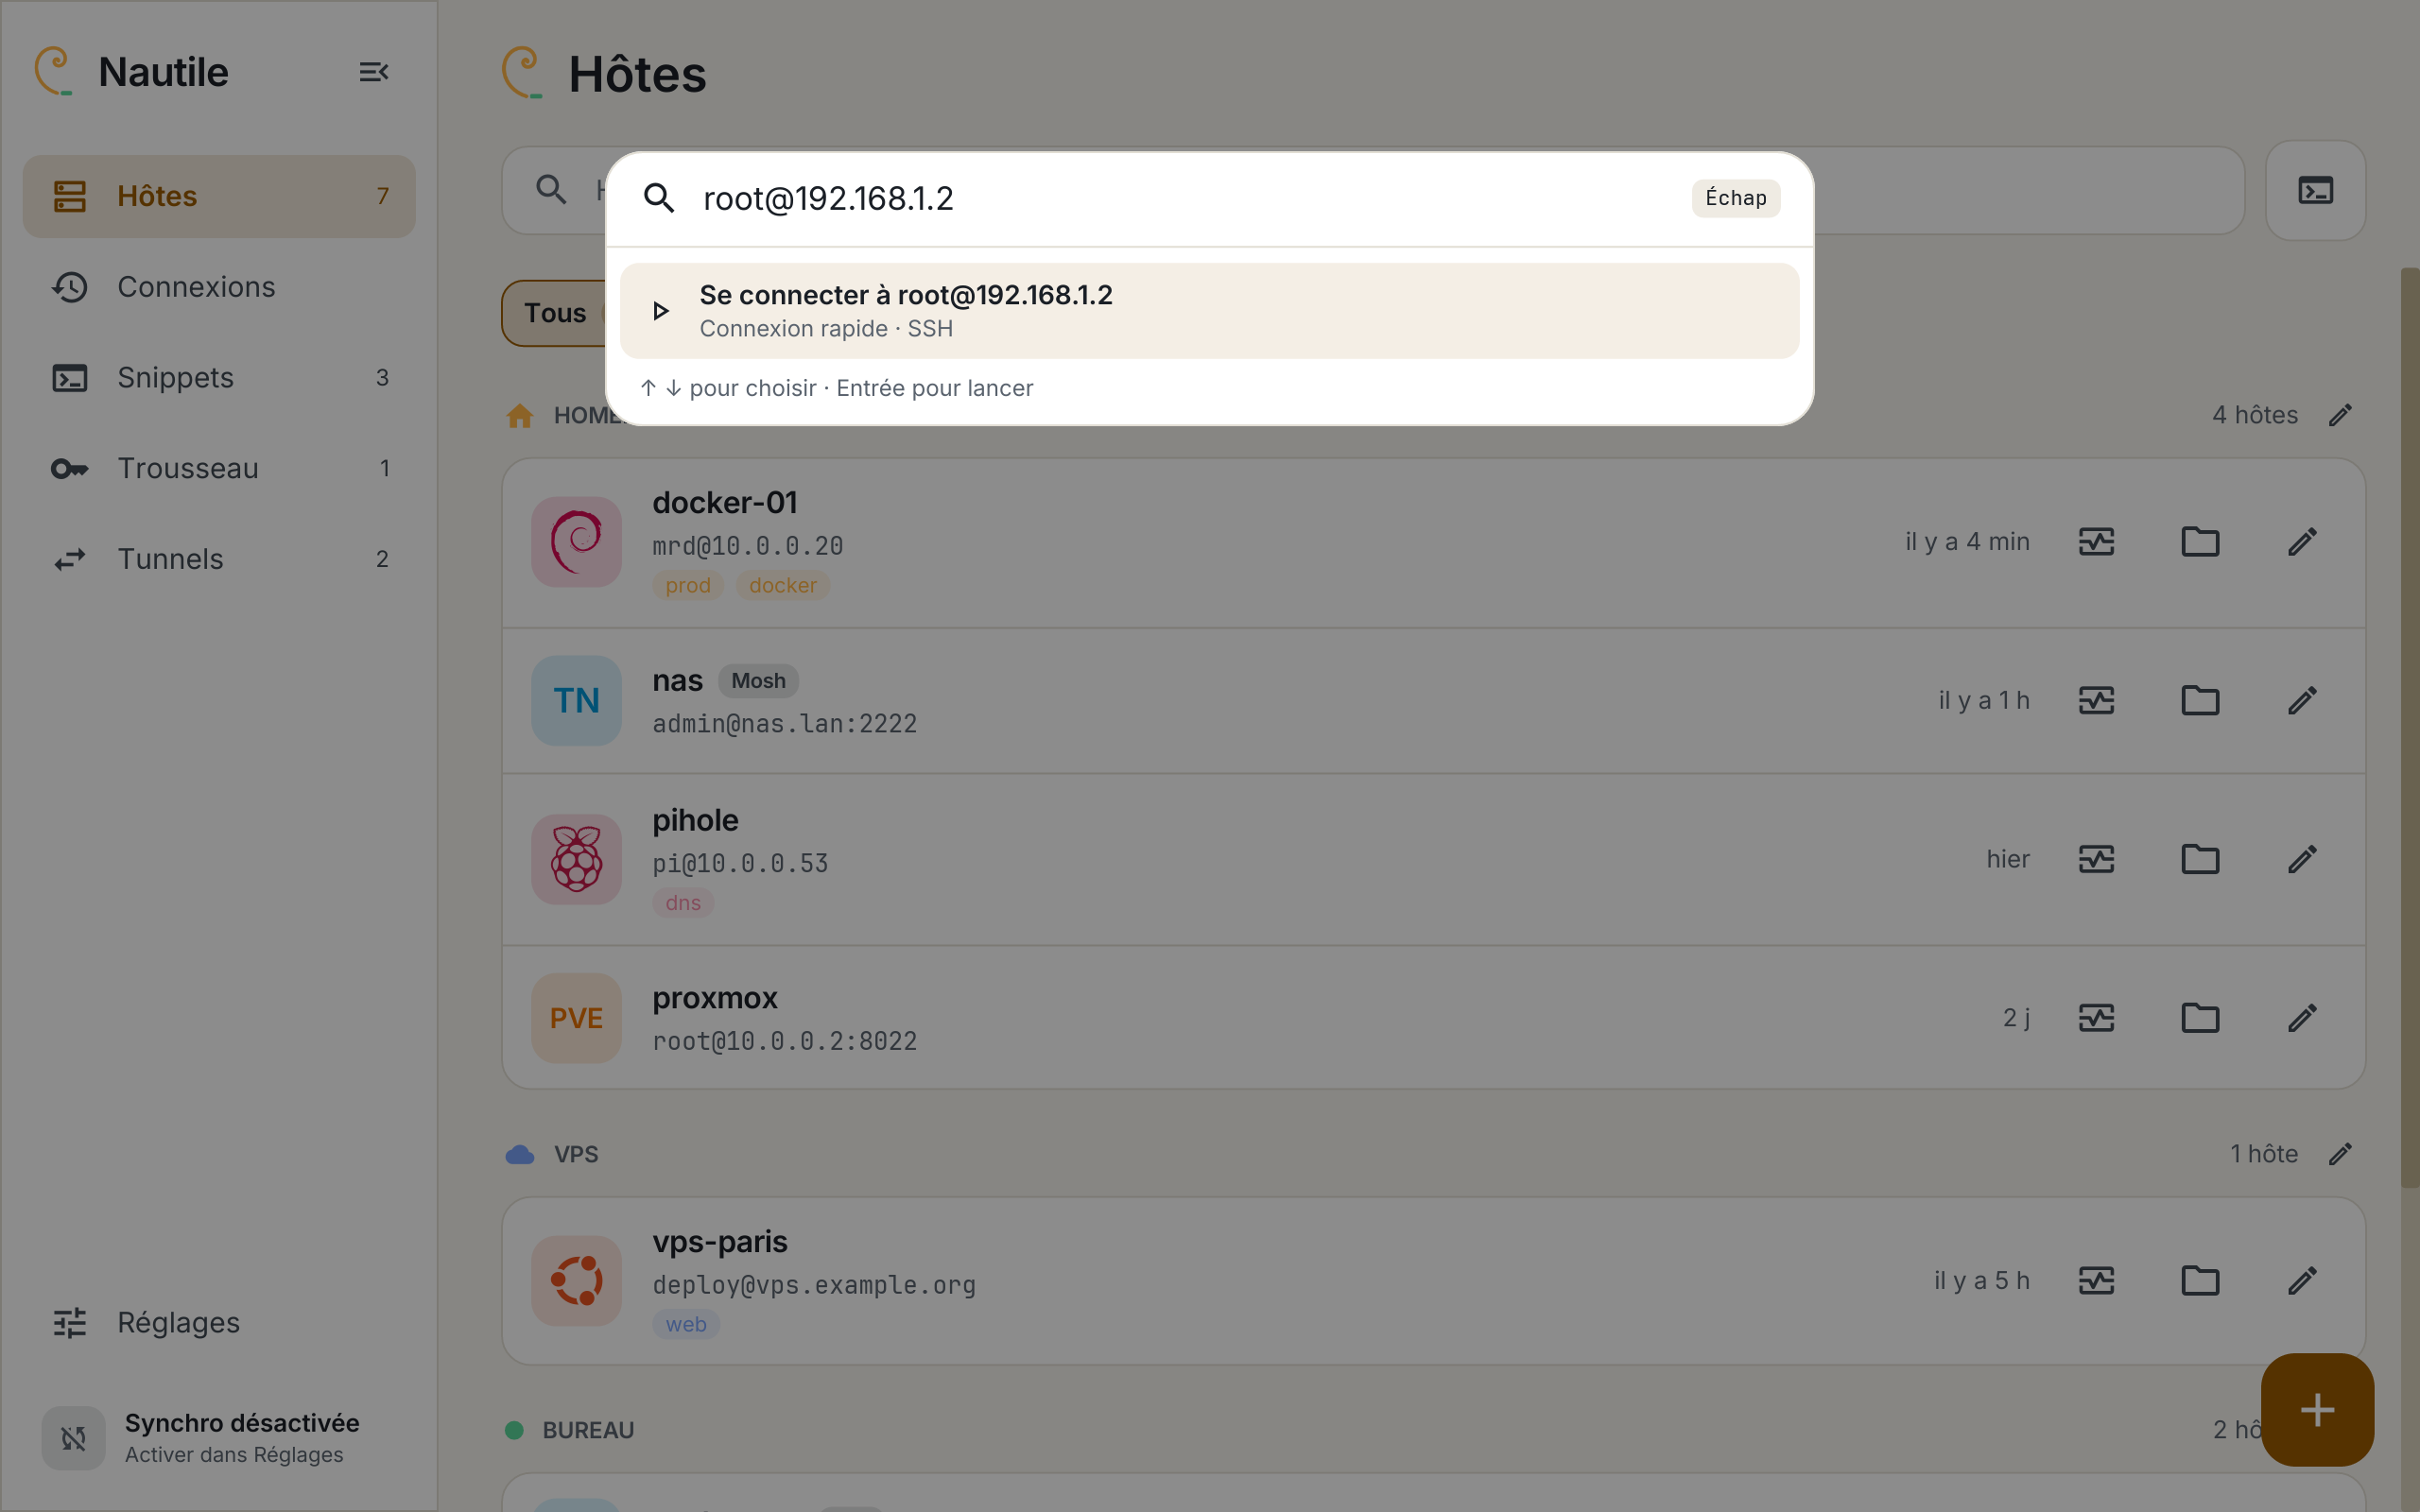 Nautile
Hôtes 7
Connexions
Snippets 3
Trousseau 1
Tunnels 2
Réglages
Synchro désactivée
Activer dans Réglages
Hôtes
root@192.168.1.2 Échap
Se connecter à root@192.168.1.2
Connexion rapide · SSH
↑ ↓ pour choisir · Entrée pour lancer
Tous
4 hôtes
docker-01
mrd@10.0.0.20
prod docker
il y a 4 min
nas Mosh
admin@nas.lan:2222
il y a 1 h
pihole
pi@10.0.0.53
dns
hier
PVE
proxmox
root@10.0.0.2:8022
2 j
TN
VPS 1 hôte
vps-paris
deploy@vps.example.org
web
il y a 5 h
BUREAU 2